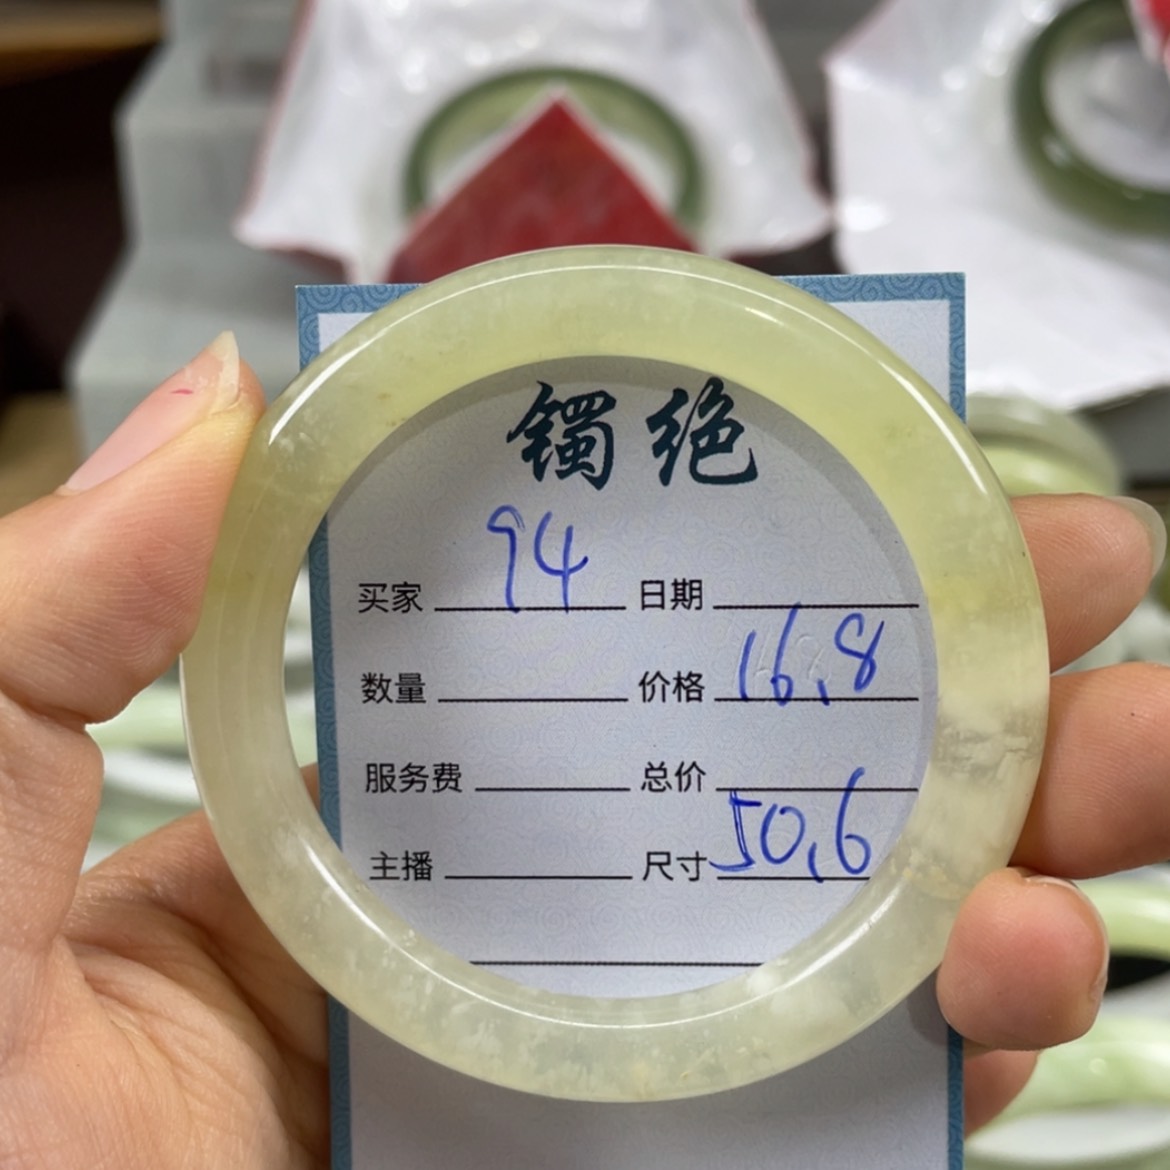 镯绝
买家 94 日期
数量 价格 16.8
服务费 总价
主播 尺寸 50.6